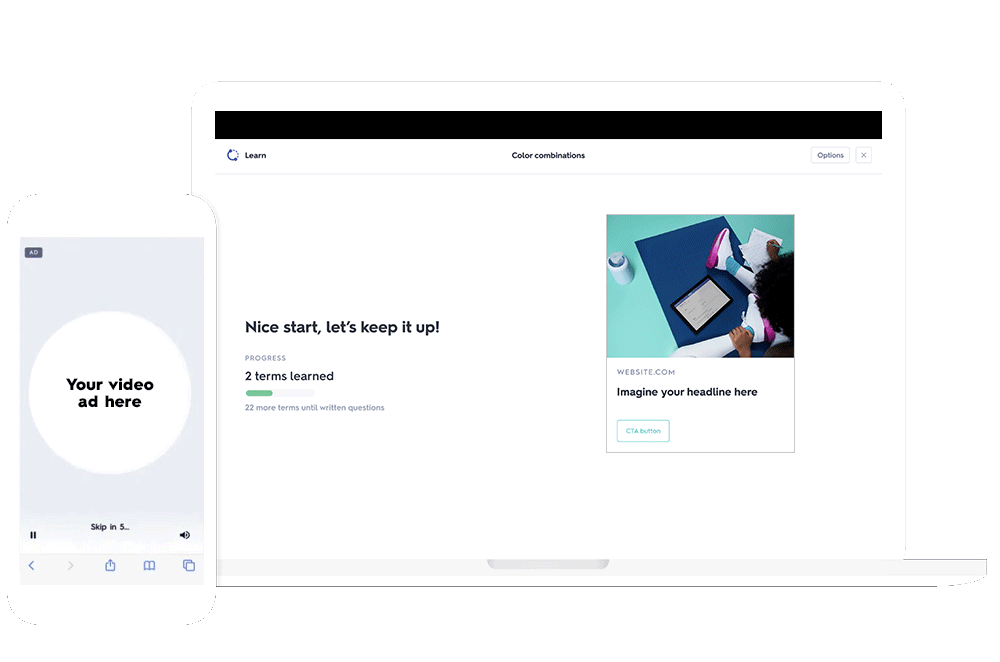 Learn
Color combinations
Options
Nice start, let's keep it up!
PROGRESS
2 terms learned
22 more terms until written questions
WEBSITE.COM
Imagine your headline here
CTA button
AD
Your video
ad here
Skip in 5...